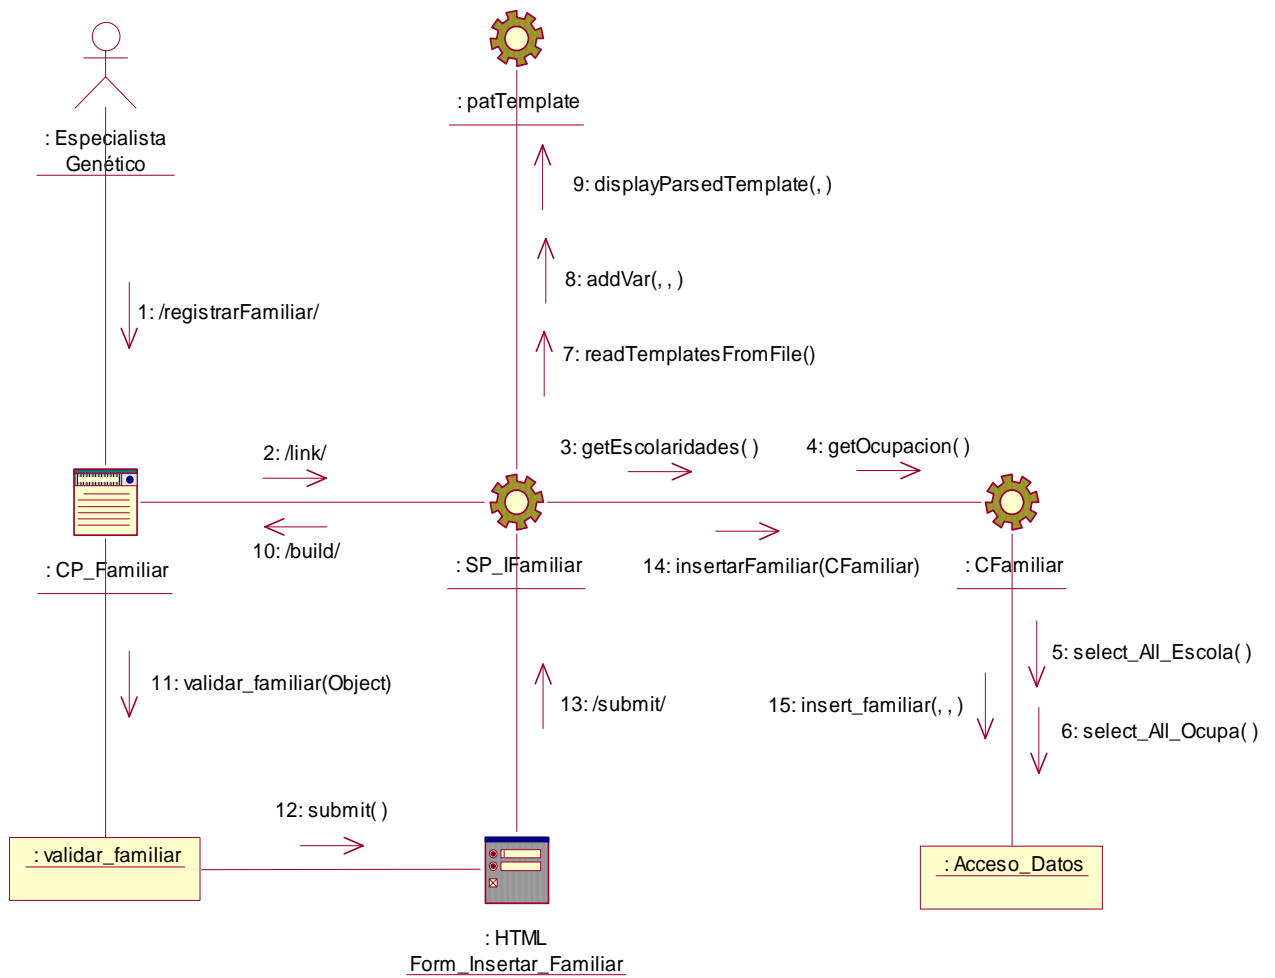 : patTemplate
: Especialista
Genético
9: displayParsedTemplate(, )
8: addVar(, , )
1: /registrarFamiliar/
7: readTemplatesFromFile()
2: /link/
3: getEscolaridades( )
4: getOcupacion( )
10: /build/
14: insertarFamiliar(CFamiliar)
: CP_Familiar
: SP_IFamiliar
: CFamiliar
5: select_All_Escola( )
11: validar_familiar(Object)
13: /submit/
15: insert_familiar(, , )
6: select_All_Ocupa( )
12: submit( )
: validar_familiar
: Acceso_Datos
: HTML
Form_Insertar_Familiar